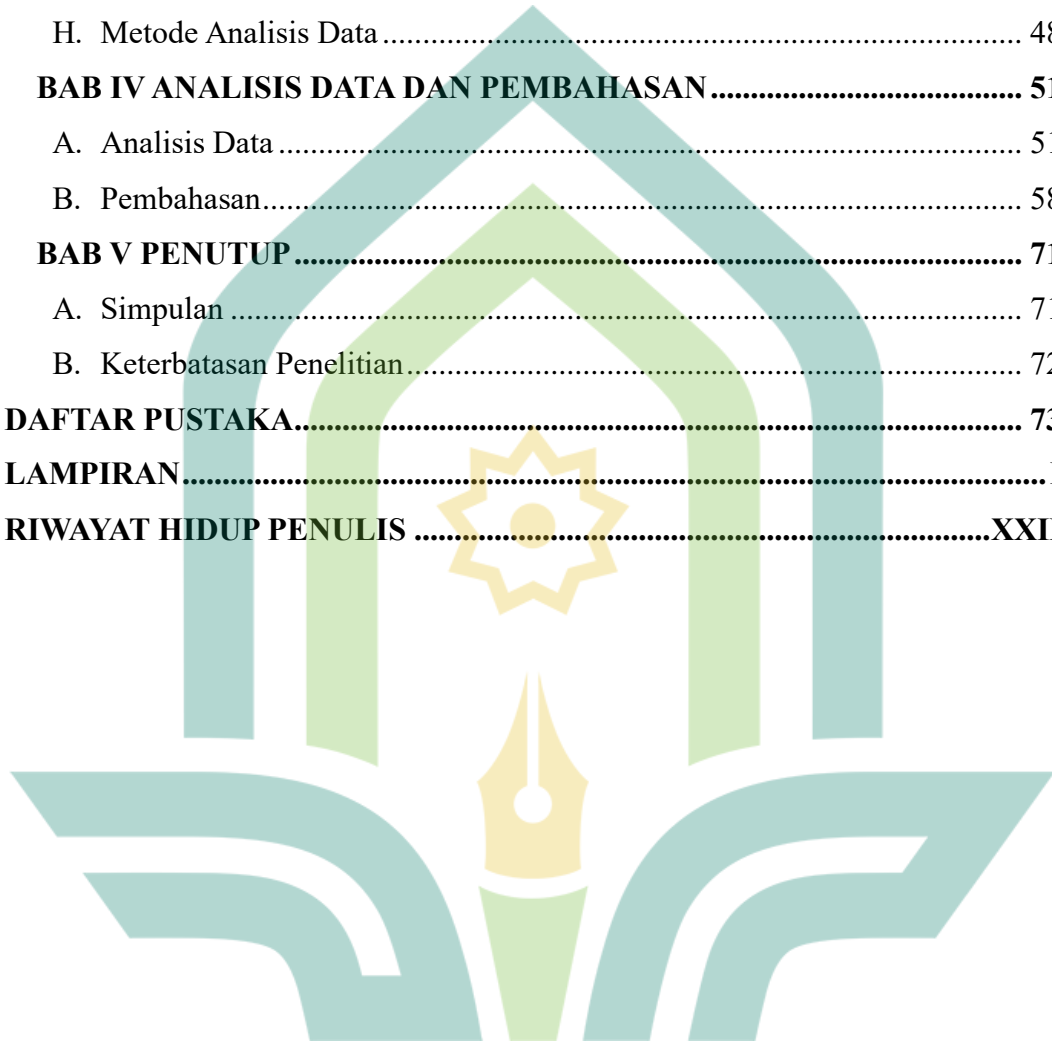 H. Metode Analisis Data ........................................................................ 48
BAB IV ANALISIS DATA DAN PEMBAHASAN ...................................... 51
A. Analisis Data ..................................................................................... 51
B. Pembahasan ....................................................................................... 58
BAB V PENUTUP ..................................................................................... 71
A. Simpulan ........................................................................................... 71
B. Keterbatasan Penelitian ..................................................................... 72
DAFTAR PUSTAKA ................................................................................. 73
LAMPIRAN ...............................................................................................
RIWAYAT HIDUP PENULIS ....................................................................